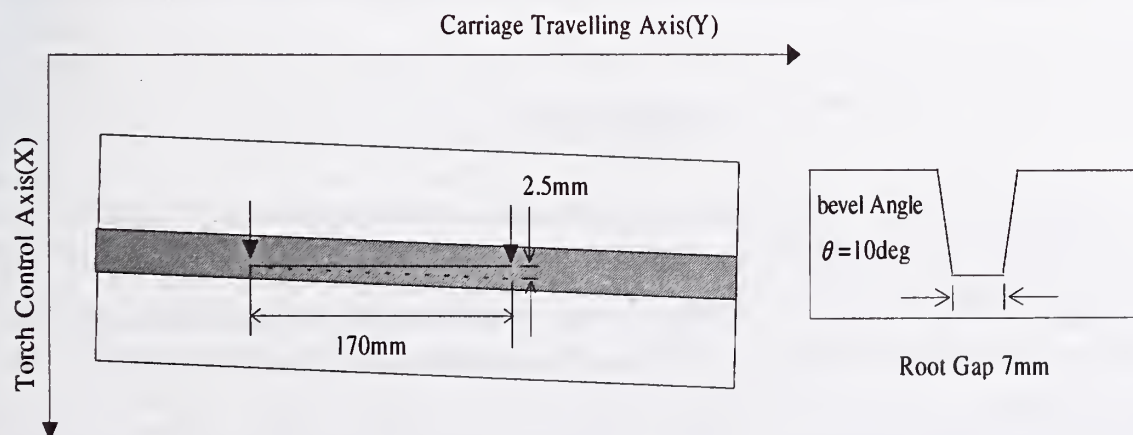 Carriage Travelling Axis(Y)
Torch Control Axis(X)
2.5mm
170mm
bevel Angle
θ=10deg
Root Gap 7mm